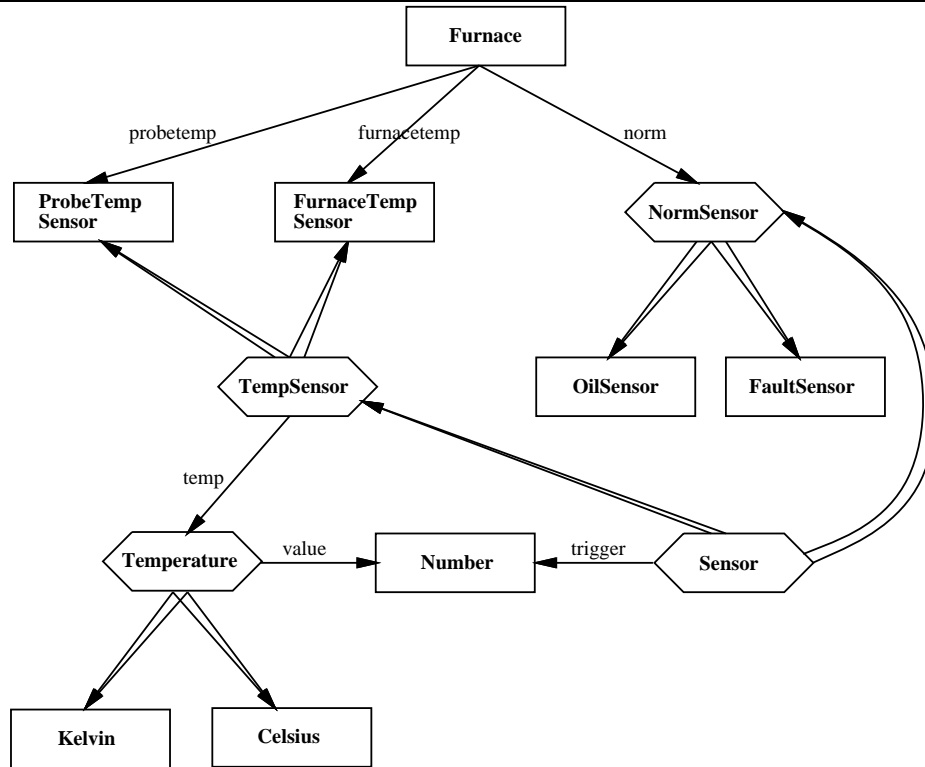 Furnace
probetemp
furnacetemp
norm
ProbeTemp
Sensor
FurnaceTemp
Sensor
NormSensor
TempSensor
OilSensor
FaultSensor
temp
Temperature
value
Number
trigger
Sensor
Kelvin
Celsius